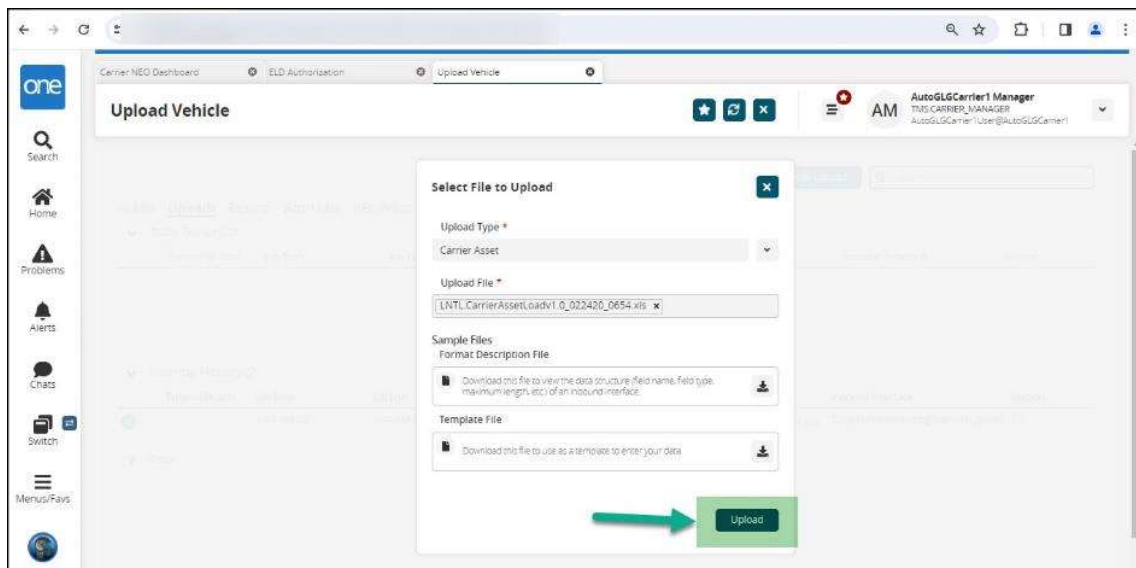 Carrier NEO Dashboard
ELD Authorization
Upload Vehicle
one
Upload Vehicle
AM
AutoGLGCarrier1 Manager
TMS.CARRIER_MANAGER
AutoGLGCarrier1User@AutoGLGCarrier1
Search
Home
Problems
Alerts
Chats
Switch
Menus/Favs
Select File to Upload
Upload Type *
Carrier Asset
Upload File *
LNTL.CarrierAssetLoadv1.0_022420_0654.xls x
Sample Files
Format Description File
Download this file to view the data structure (field name, field type,
maximum length, etc.) of an inbound interface.
Template File
Download this file to use as a template to enter your data
Upload